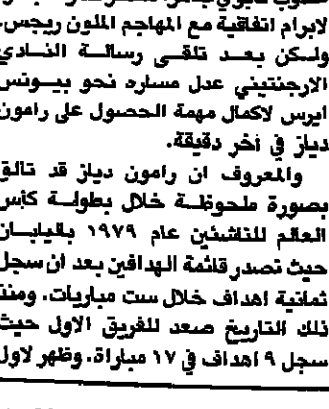 لابرام اتفاقية مع المهاجم الملون ريجس.
ولكن بعد تلقى رسالة النادي
الارجنتيني عدل مساره نحو بيونس
ايرس لاكمال مهمة الحصول على رامون
دياز في آخر دقيقة.
والمعروف ان رامون دياز قد تالق
بصورة ملحوظة خلال بطولة كأس
العالم للناشئين عام ١٩٧٩ باليابان
حيث تصدر قائمة الهدافين بعد ان سجل
ثمانية اهداف خلال ست مباريات. ومنذ
ذلك التاريخ صعد للفريق الاول حيث
سجل ٩ اهداف في ١٧ مباراة. وظهر لاول